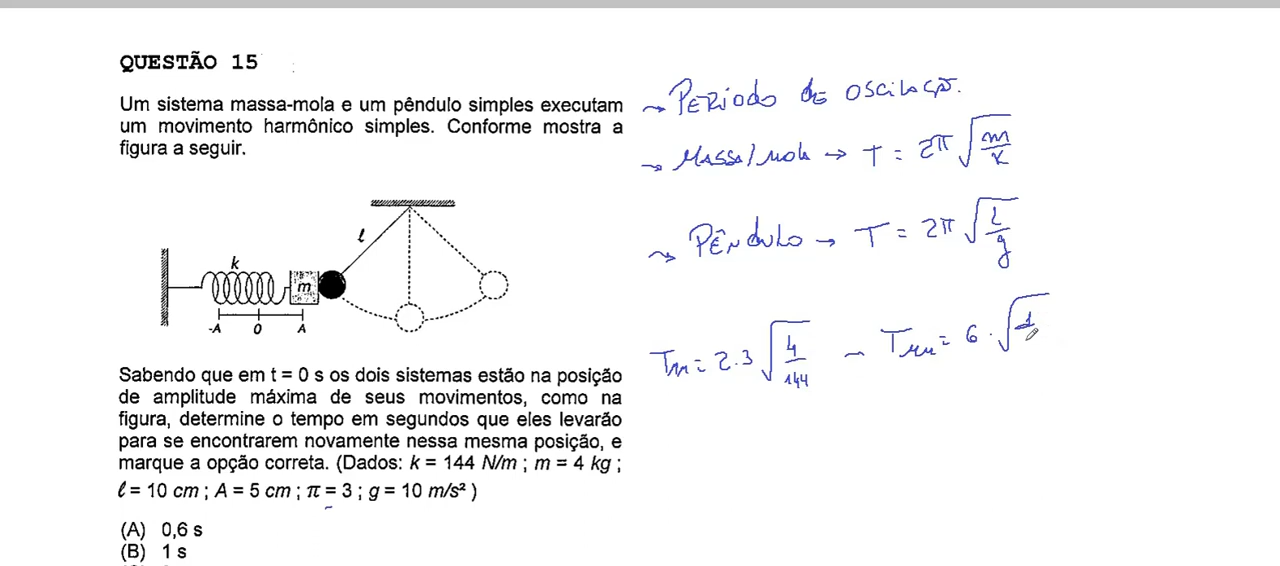 QUESTÃO 15
Um sistema massa-mola e um pêndulo simples executam
um movimento harmônico simples. Conforme mostra a
figura a seguir.
l
k
m
-A 0 A
Sabendo que em t = 0 s os dois sistemas estão na posição
de amplitude máxima de seus movimentos, como na
figura, determine o tempo em segundos que eles levarão
para se encontrarem novamente nessa mesma posição, e
marque a opção correta. (Dados: k = 144 N/m ; m = 4 kg ;
ℓ = 10 cm ; A = 5 cm ; π = 3 ; g = 10 m/s² )
(A) 0,6 s
(B) 1 s
→ PERIODO DE OSCILAÇÃO.
→ MASSA/MOLA → T = 2π √(m/k)
→ PÊNDULO → T = 2π √(l/g)
Tm = 2.3 √(4/144) → Tm = 6 . √1